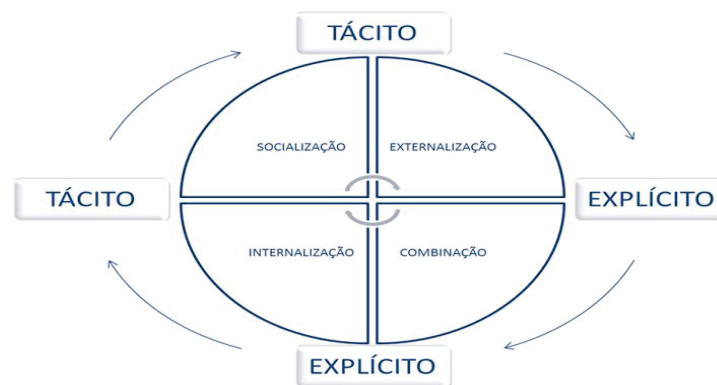 TÁCITO
SOCIALIZAÇÃO
EXTERNALIZAÇÃO
TÁCITO
EXPLÍCITO
INTERNALIZAÇÃO
COMBINAÇÃO
EXPLÍCITO